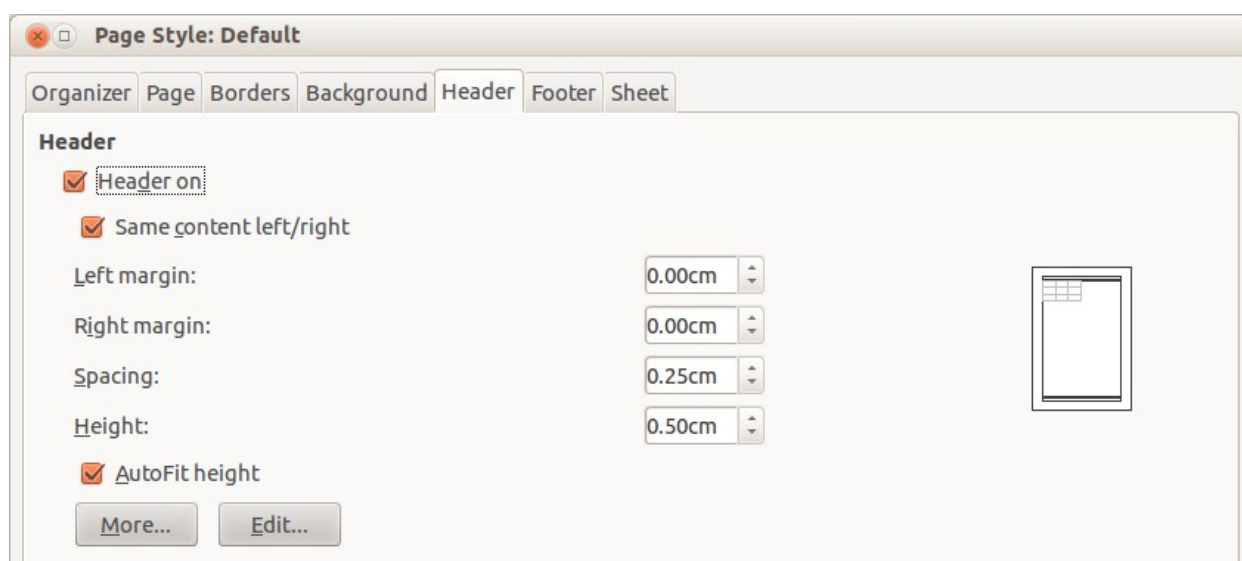 Page Style: Default
Organizer Page Borders Background Header Footer Sheet
Header
Header on
Same content left/right
Left margin: 0.00cm
Right margin: 0.00cm
Spacing: 0.25cm
Height: 0.50cm
AutoFit height
More... Edit...